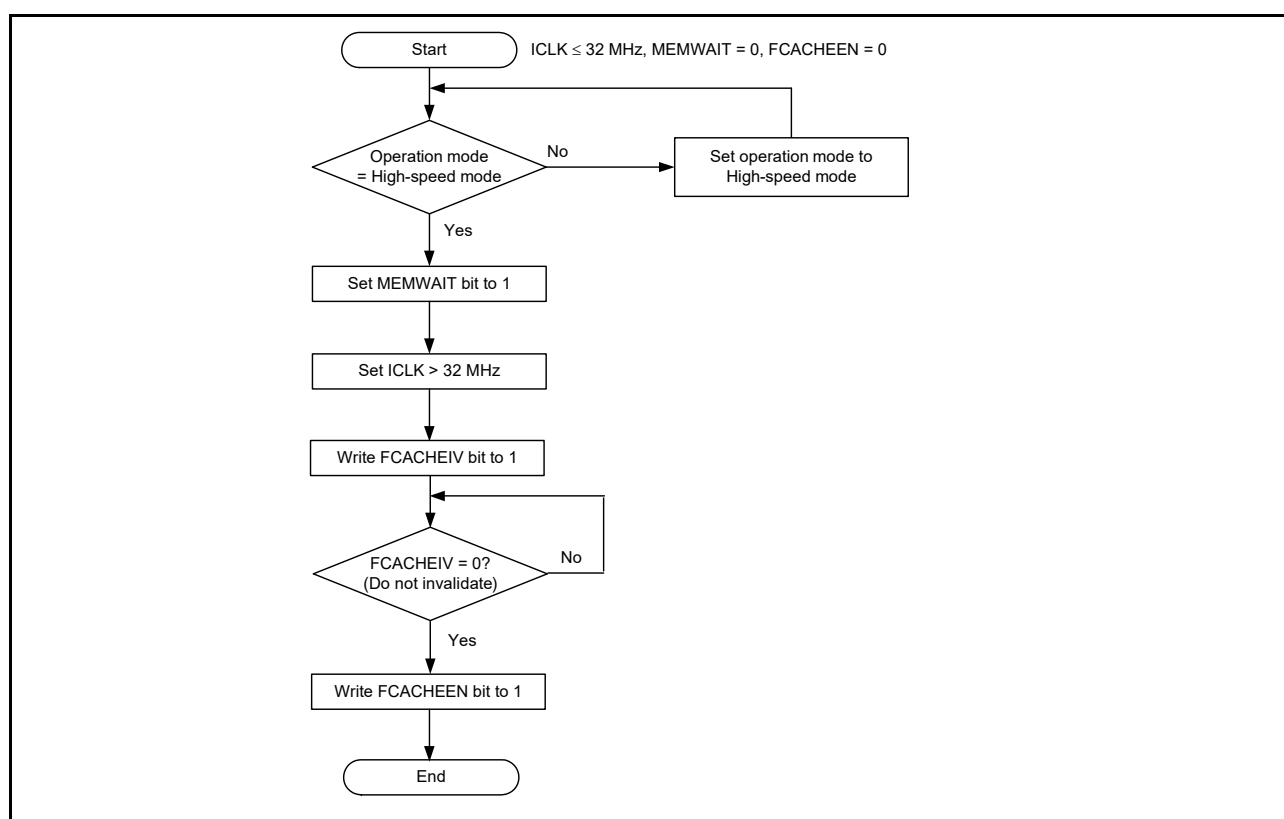 Start
ICLK ≤ 32 MHz, MEMWAIT = 0, FCACHEEN = 0
Operation mode
= High-speed mode
No
Set operation mode to
High-speed mode
Yes
Set MEMWAIT bit to 1
Set ICLK > 32 MHz
Write FCACHEIV bit to 1
FCACHEIV = 0?
(Do not invalidate)
No
Yes
Write FCACHEEN bit to 1
End